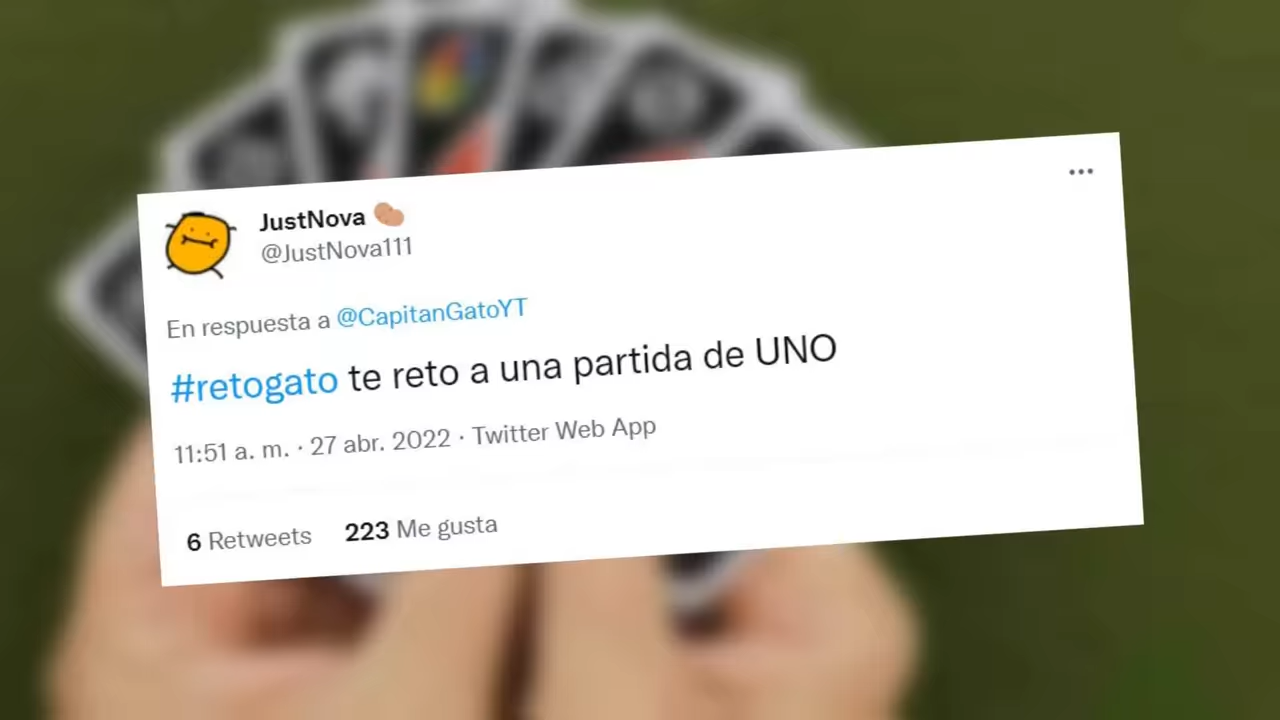 JustNova 🥔
@JustNova111
En respuesta a @CapitanGatoYT
#retogato te reto a una partida de UNO
11:51 a. m. · 27 abr. 2022 · Twitter Web App
6 Retweets 223 Me gusta